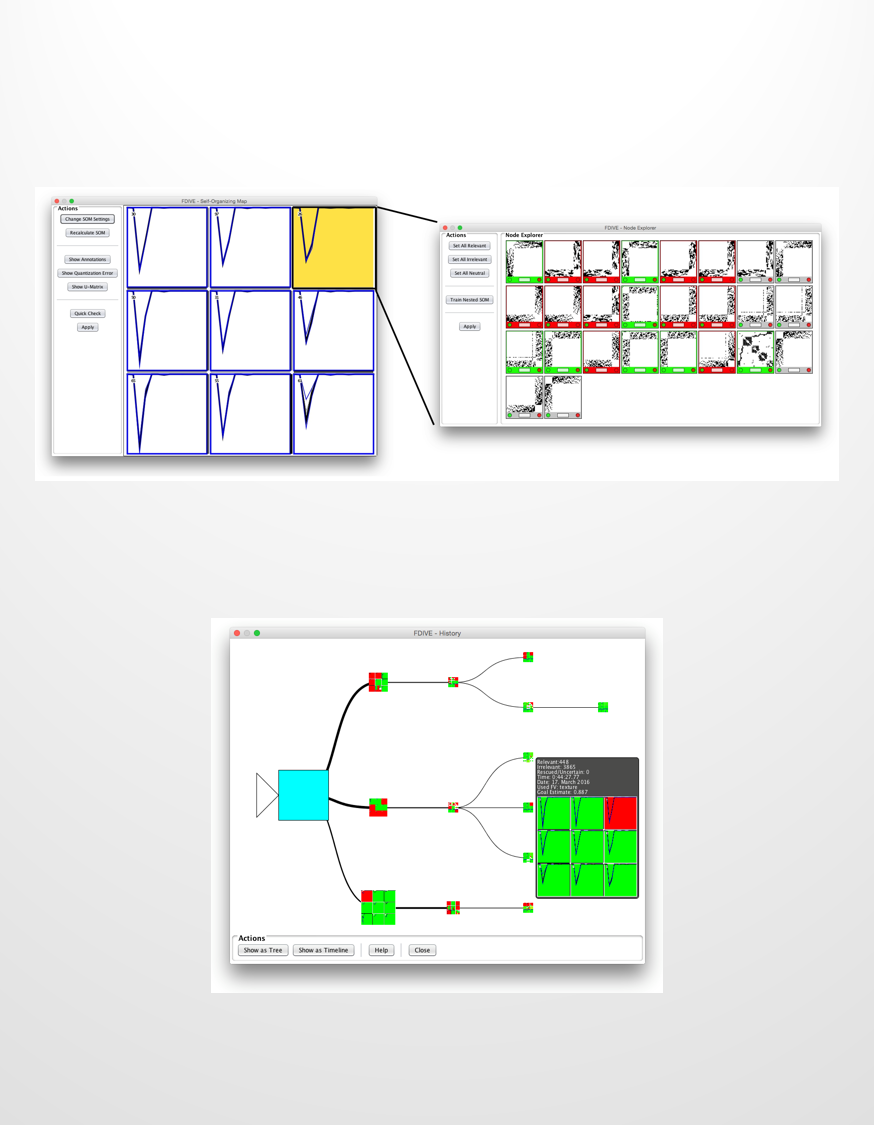 FDIVE - Self-Organizing Map
Actions
Change SOM Settings
Recalculate SOM
Show Annotations
Show Quantization Error
Show U-Matrix
Quick Check
Apply
FDIVE - Node Explorer
Actions
Set All Relevant
Set All Irrelevant
Set All Neutral
Train Nested SOM
Apply
Node Explorer
FDIVE - History
Relevant:448
Irrelevant: 3865
Rescued/Uncertain: 0
Time: 0:44:27.77
Date: 17. March 2016
Used FV: texture
Goal Estimate: 0.887
Actions
Show as Tree
Show as Timeline
Help
Close